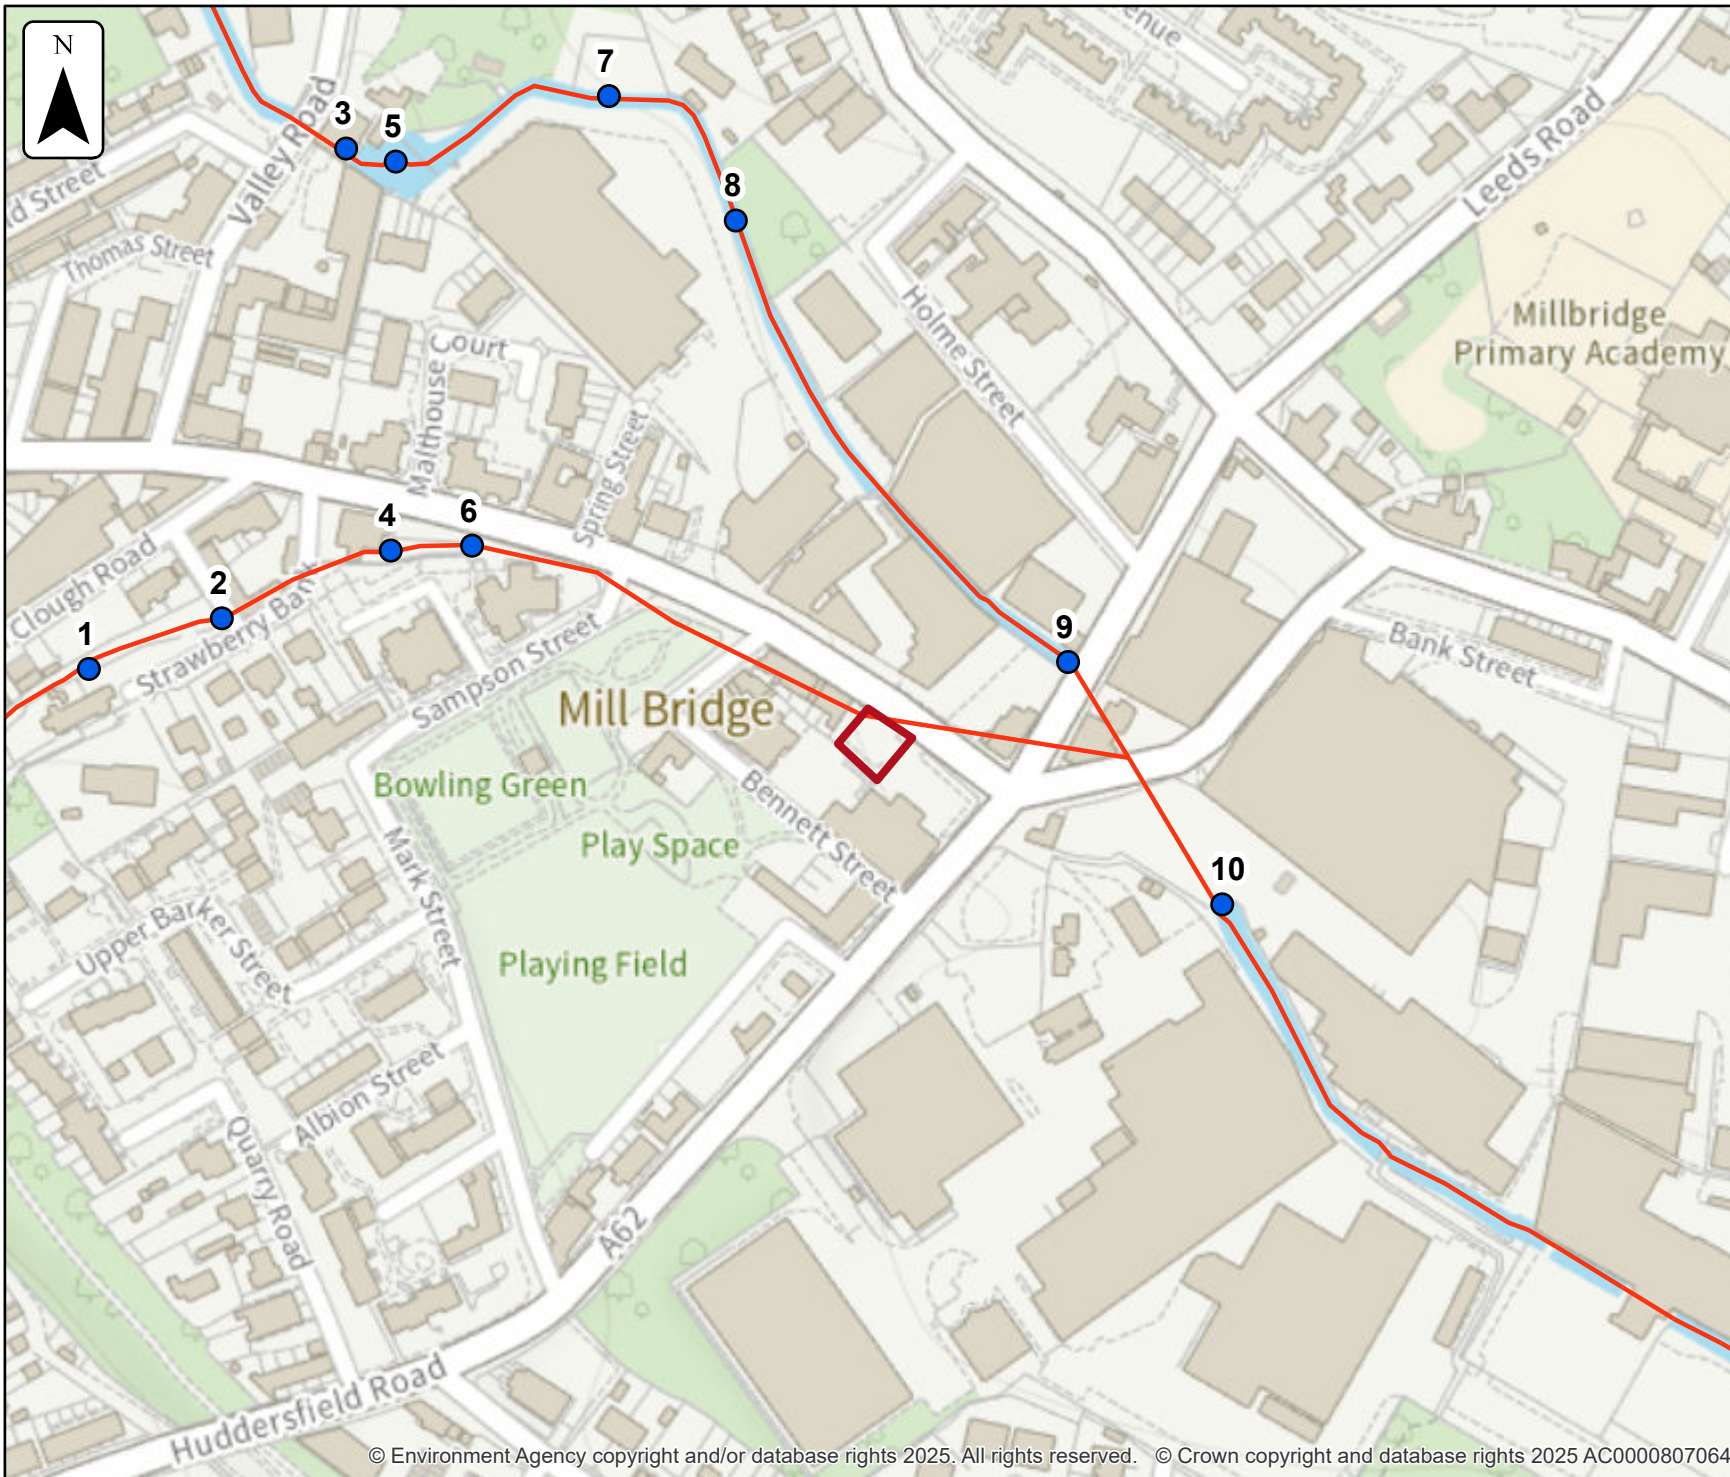 N
enue
7
Valley Road
3
5
Leeds Road
ld Street
8
Thomas Street
Holme Street
Millbridge
Primary Academy
Court
Malthouse
Spring Street
4
6
Clough Road
2
Strawberry Bank
1
9
Bank Street
Sampson Street
Mill Bridge
Bowling Green
Bennett Street
Play Space
Mark Street
10
Upper Barker Street
Playing Field
Albion Street
Quarry Road
A62
Huddersfield Road
© Environment Agency copyright and/or database rights 2025. All rights reserved. © Crown copyright and database rights 2025 AC0000807064